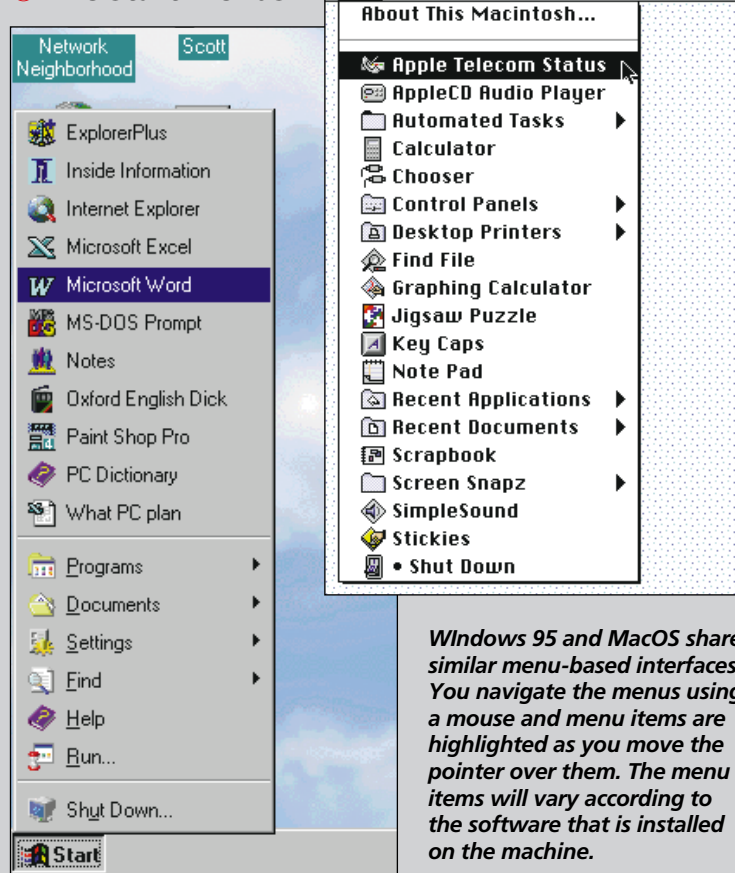 Network
Neighborhood
Scott
ExplorerPlus
Inside Information
Internet Explorer
Microsoft Excel
Microsoft Word
MS-DOS Prompt
Notes
Oxford English Dick
Paint Shop Pro
PC Dictionary
What PC plan
Programs
Documents
Settings
Find
Help
Run...
Shut Down...
Start
About This Macintosh...
Apple Telecom Status
AppleCD Audio Player
Automated Tasks
Calculator
Chooser
Control Panels
Desktop Printers
Find File
Graphing Calculator
Jigsaw Puzzle
Key Caps
Note Pad
Recent Applications
Recent Documents
Scrapbook
Screen Snapz
SimpleSound
Stickies
• Shut Down
WIndows 95 and MacOS share
similar menu-based interfaces
You navigate the menus using
a mouse and menu items are
highlighted as you move the
pointer over them. The menu
items will vary according to
the software that is installed
on the machine.